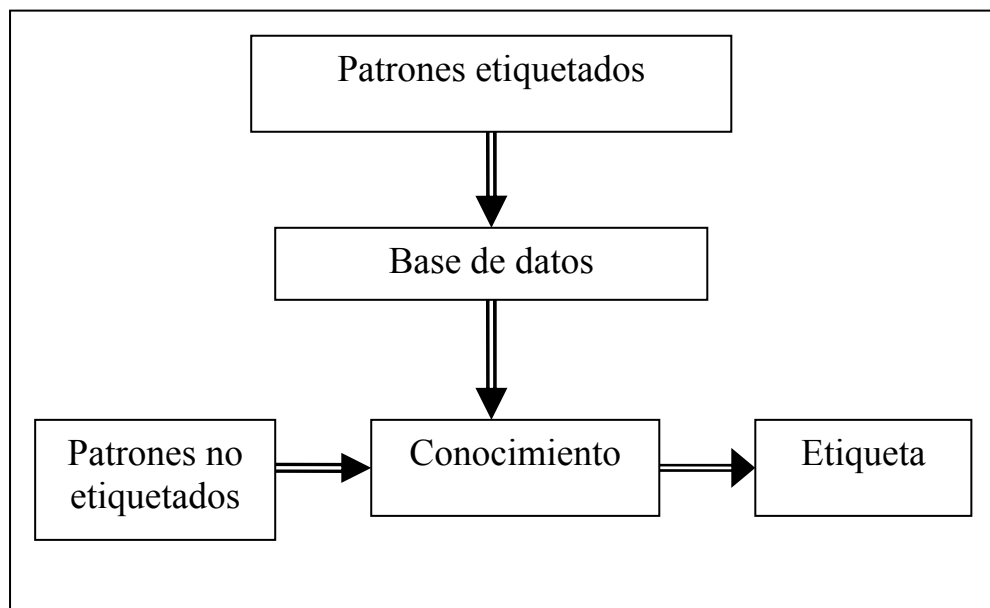 Patrones etiquetados
Base de datos
Patrones no
etiquetados
Conocimiento
Etiqueta